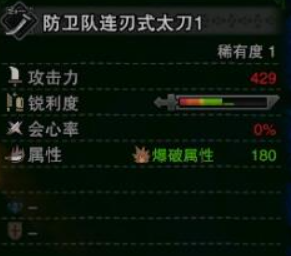 防卫队连刃式太刀1
稀有度 1
攻击力 429
锐利度
会心率 0%
属性 爆破属性 180
–
–